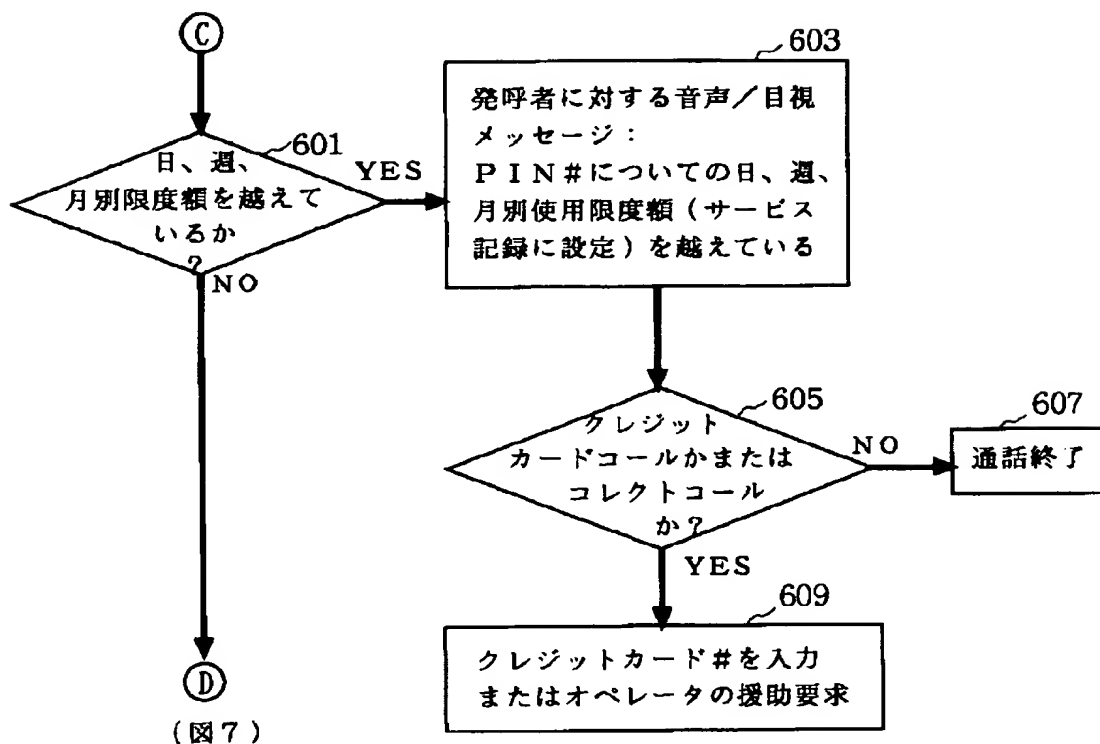 C
601
日、週、
月別限度額を越えて
いるか
?
YES
NO
603
発呼者に対する音声/目視
メッセージ:
PIN#についての日、週、
月別使用限度額(サービス
記録に設定)を越えている
605
クレジット
カードコールかまたは
コレクトコール
か?
NO
607
通話終了
YES
609
クレジットカード#を入力
またはオペレータの援助要求
D
(図7)